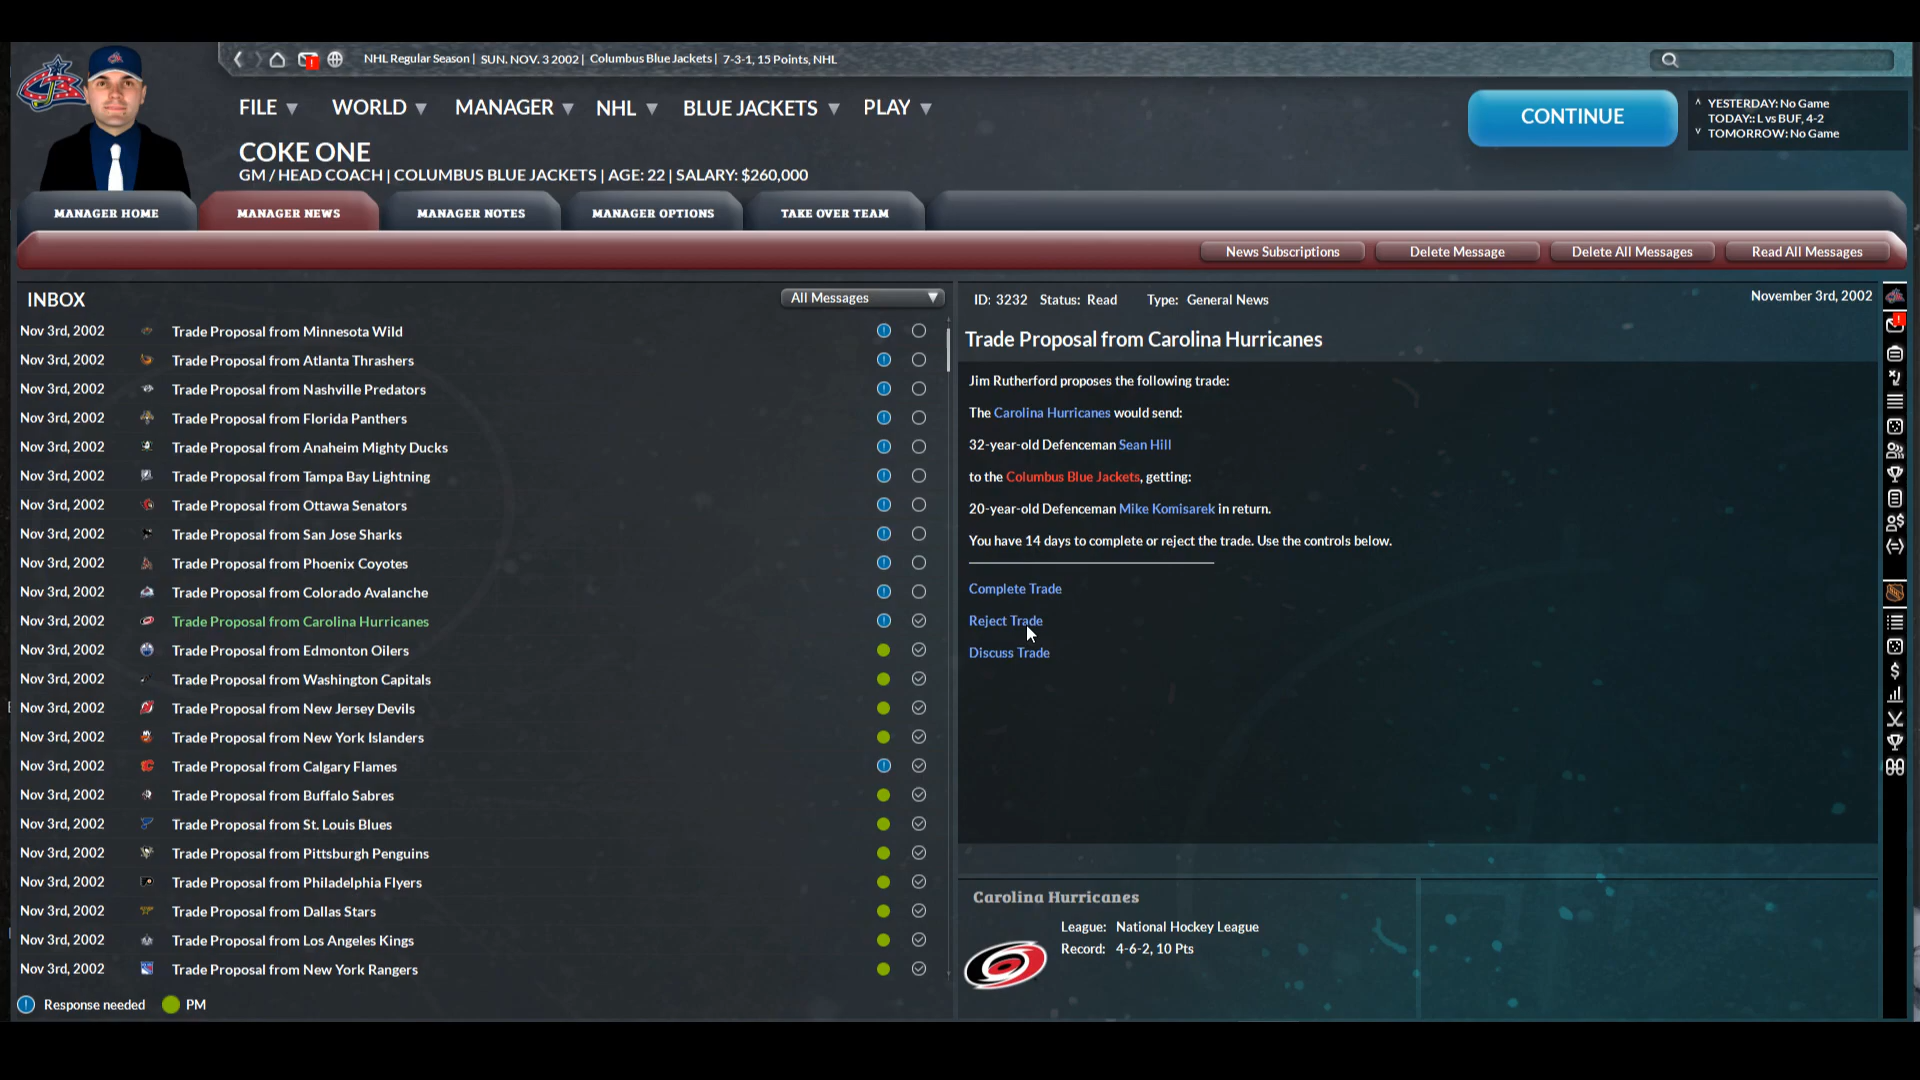 NHL Regular Season | SUN. NOV. 3 2002 | Columbus Blue Jackets | 7-3-1, 15 Points, NHL
FILE WORLD MANAGER NHL BLUE JACKETS PLAY
CONTINUE
YESTERDAY: No Game
TODAY:: L vs BUF, 4-2
TOMORROW: No Game
COKE ONE
GM / HEAD COACH | COLUMBUS BLUE JACKETS | AGE: 22 | SALARY: $260,000
MANAGER HOME MANAGER NEWS MANAGER NOTES MANAGER OPTIONS TAKE OVER TEAM
News Subscriptions Delete Message Delete All Messages Read All Messages
INBOX All Messages
Nov 3rd, 2002 Trade Proposal from Minnesota Wild
Nov 3rd, 2002 Trade Proposal from Atlanta Thrashers
Nov 3rd, 2002 Trade Proposal from Nashville Predators
Nov 3rd, 2002 Trade Proposal from Florida Panthers
Nov 3rd, 2002 Trade Proposal from Anaheim Mighty Ducks
Nov 3rd, 2002 Trade Proposal from Tampa Bay Lightning
Nov 3rd, 2002 Trade Proposal from Ottawa Senators
Nov 3rd, 2002 Trade Proposal from San Jose Sharks
Nov 3rd, 2002 Trade Proposal from Phoenix Coyotes
Nov 3rd, 2002 Trade Proposal from Colorado Avalanche
Nov 3rd, 2002 Trade Proposal from Carolina Hurricanes
Nov 3rd, 2002 Trade Proposal from Edmonton Oilers
Nov 3rd, 2002 Trade Proposal from Washington Capitals
Nov 3rd, 2002 Trade Proposal from New Jersey Devils
Nov 3rd, 2002 Trade Proposal from New York Islanders
Nov 3rd, 2002 Trade Proposal from Calgary Flames
Nov 3rd, 2002 Trade Proposal from Buffalo Sabres
Nov 3rd, 2002 Trade Proposal from St. Louis Blues
Nov 3rd, 2002 Trade Proposal from Pittsburgh Penguins
Nov 3rd, 2002 Trade Proposal from Philadelphia Flyers
Nov 3rd, 2002 Trade Proposal from Dallas Stars
Nov 3rd, 2002 Trade Proposal from Los Angeles Kings
Nov 3rd, 2002 Trade Proposal from New York Rangers
Response needed PM
ID: 3232 Status: Read Type: General News November 3rd, 2002
Trade Proposal from Carolina Hurricanes
Jim Rutherford proposes the following trade:
The Carolina Hurricanes would send:
32-year-old Defenceman Sean Hill
to the Columbus Blue Jackets, getting:
20-year-old Defenceman Mike Komisarek in return.
You have 14 days to complete or reject the trade. Use the controls below.
Complete Trade
Reject Trade
Discuss Trade
Carolina Hurricanes
League: National Hockey League
Record: 4-6-2, 10 Pts